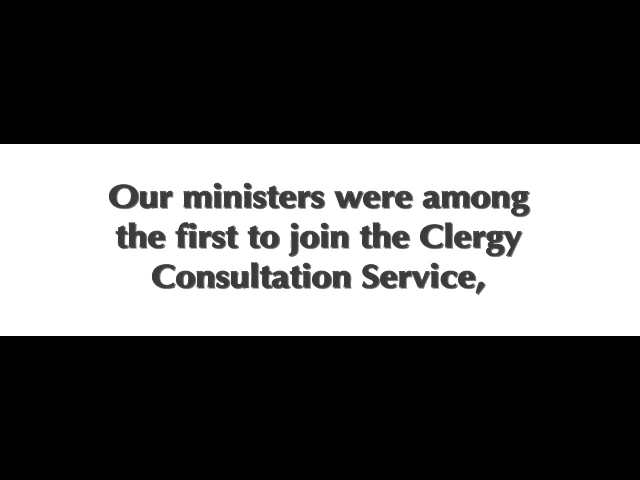 Our ministers were among
the first to join the Clergy
Consultation Service,